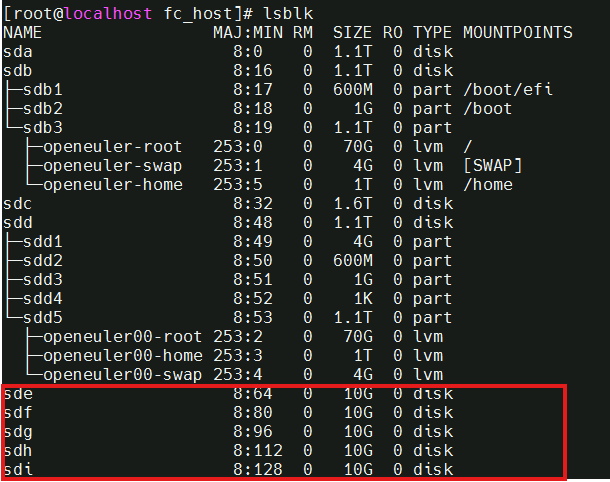 [root@localhost fc_host]# lsblk
NAME                 MAJ:MIN RM  SIZE RO TYPE MOUNTPOINTS
sda                    8:0    0  1.1T  0 disk
sdb                    8:16   0  1.1T  0 disk
├─sdb1                 8:17   0  600M  0 part /boot/efi
├─sdb2                 8:18   0    1G  0 part /boot
└─sdb3                 8:19   0  1.1T  0 part
  ├─openeuler-root   253:0    0   70G  0 lvm  /
  ├─openeuler-swap   253:1    0    4G  0 lvm  [SWAP]
  └─openeuler-home   253:5    0    1T  0 lvm  /home
sdc                    8:32   0  1.6T  0 disk
sdd                    8:48   0  1.1T  0 disk
├─sdd1                 8:49   0    4G  0 part
├─sdd2                 8:50   0  600M  0 part
├─sdd3                 8:51   0    1G  0 part
├─sdd4                 8:52   0    1K  0 part
└─sdd5                 8:53   0  1.1T  0 part
  ├─openeuler00-root 253:2    0   70G  0 lvm
  ├─openeuler00-home 253:3    0    1T  0 lvm
  └─openeuler00-swap 253:4    0    4G  0 lvm
sde                    8:64   0   10G  0 disk
sdf                    8:80   0   10G  0 disk
sdg                    8:96   0   10G  0 disk
sdh                    8:112  0   10G  0 disk
sdi                    8:128  0   10G  0 disk